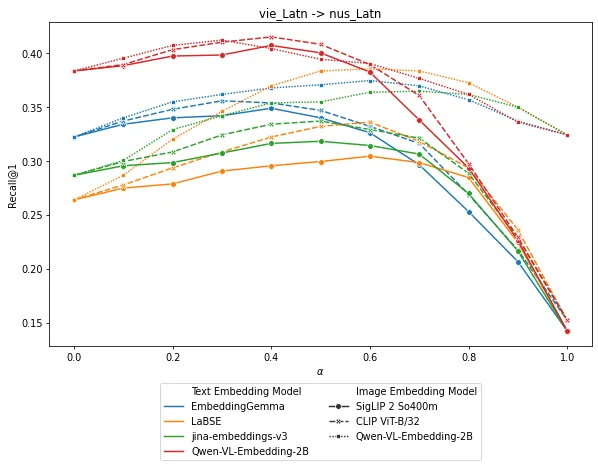 vie_Latn -> nus_Latn
0.40
0.35
0.30
0.25
0.20
0.15
Recall@1
0.0 0.2 0.4 0.6 0.8 1.0
α
Text Embedding Model Image Embedding Model
EmbeddingGemma SigLIP 2 So400m
LaBSE CLIP ViT-B/32
jina-embeddings-v3 Qwen-VL-Embedding-2B
Qwen-VL-Embedding-2B